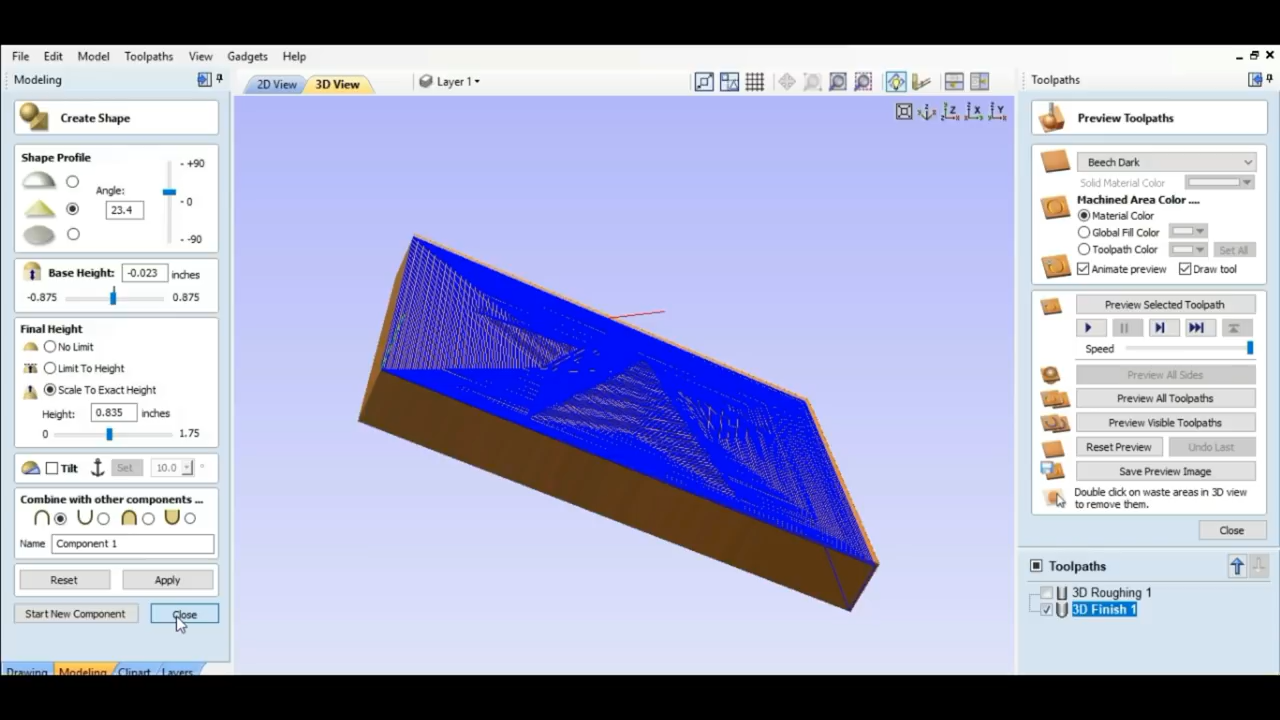 File Edit Model Toolpaths View Gadgets Help
Modeling
2D View 3D View Layer 1
Toolpaths
Create Shape
Shape Profile
+90
Angle:
0
23.4
-90
Base Height: -0.023 inches
-0.875 0.875
Final Height
No Limit
Limit To Height
Scale To Exact Height
Height: 0.835 inches
0 1.75
Tilt Set 10.0 °
Combine with other components ...
Name Component 1
Reset Apply
Start New Component Close
Drawing Modeling Clipart Layers
Z X Y
Preview Toolpaths
Beech Dark
Solid Material Color
Machined Area Color ....
Material Color
Global Fill Color
Toolpath Color Set All
Animate preview Draw tool
Preview Selected Toolpath
Speed
Preview All Sides
Preview All Toolpaths
Preview Visible Toolpaths
Reset Preview Undo Last
Save Preview Image
Double click on waste areas in 3D view
to remove them.
Close
Toolpaths
3D Roughing 1
3D Finish 1